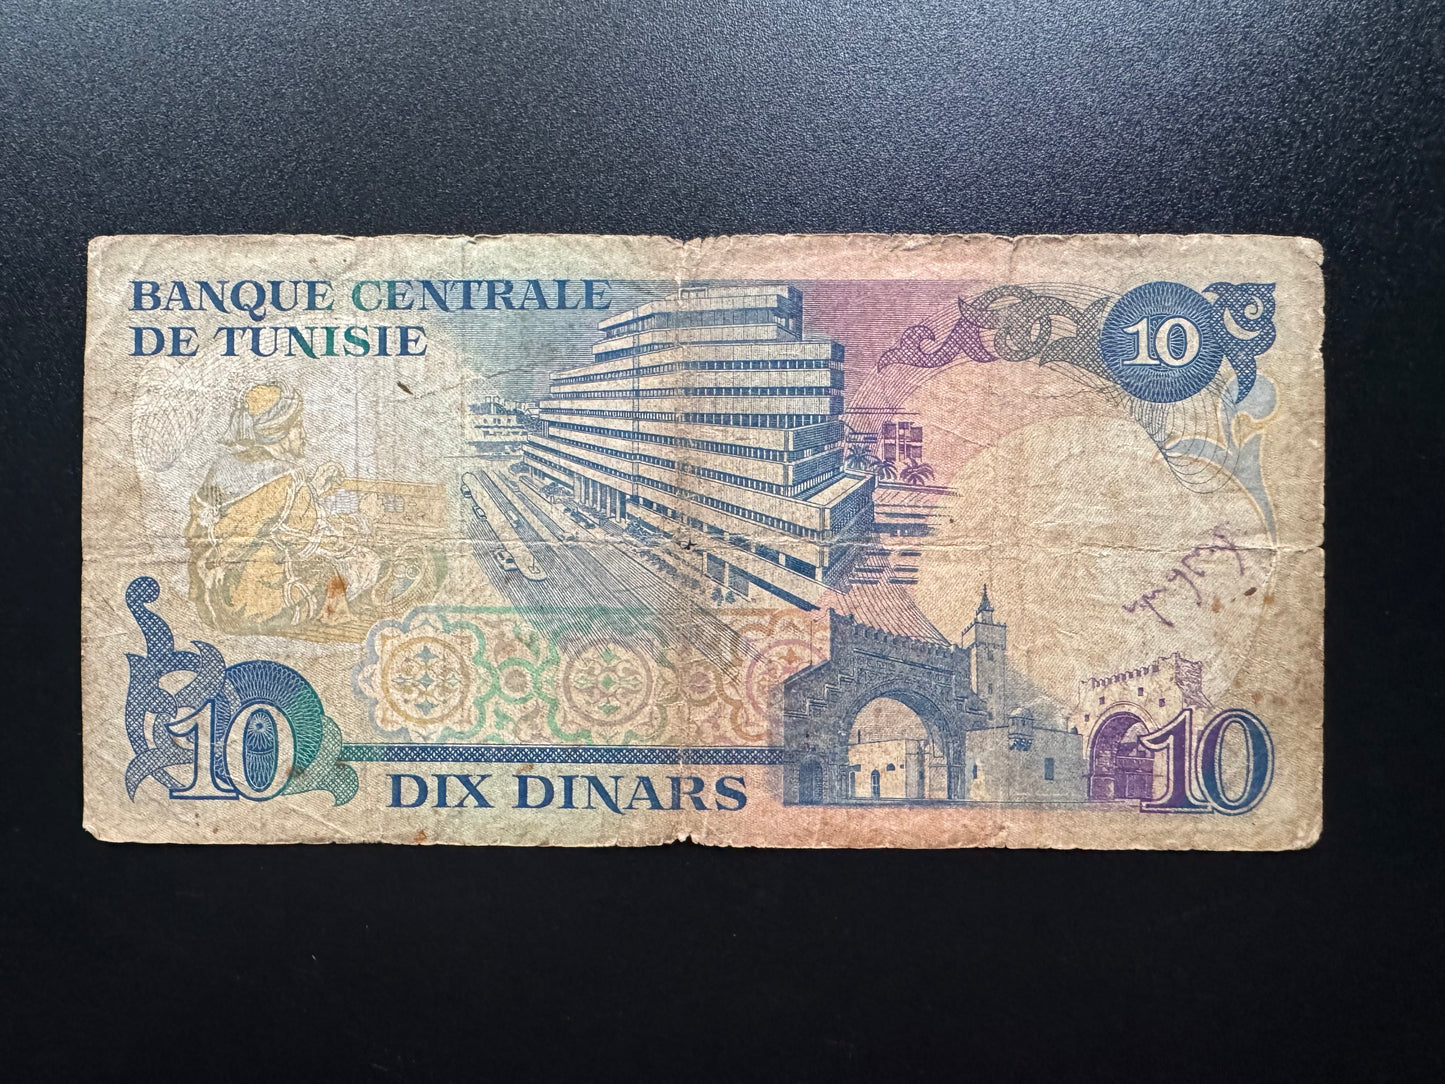 BANQUE CENTRALE
DE TUNISIE
10
10
DIX DINARS
10